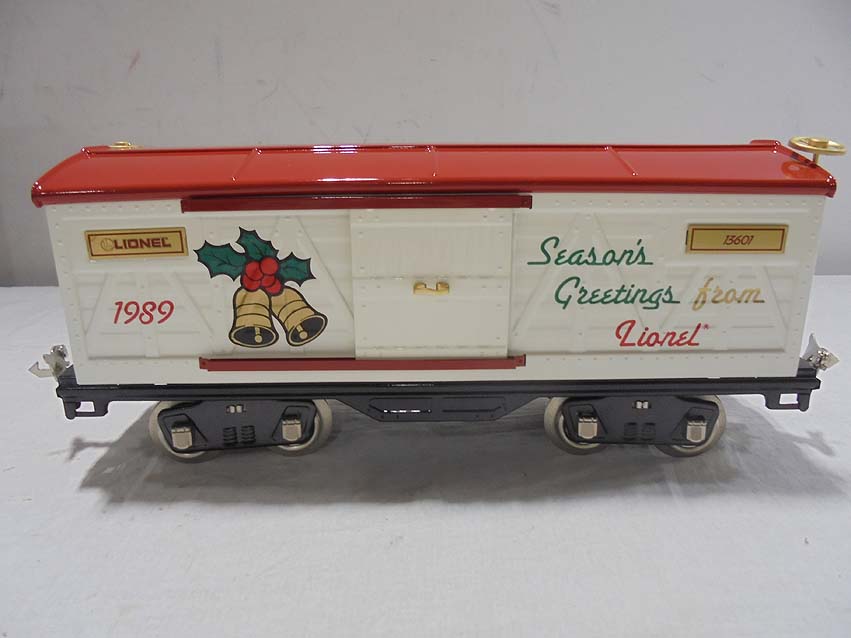 LIONEL
13601
1989
Season's
Greetings from
Lionel